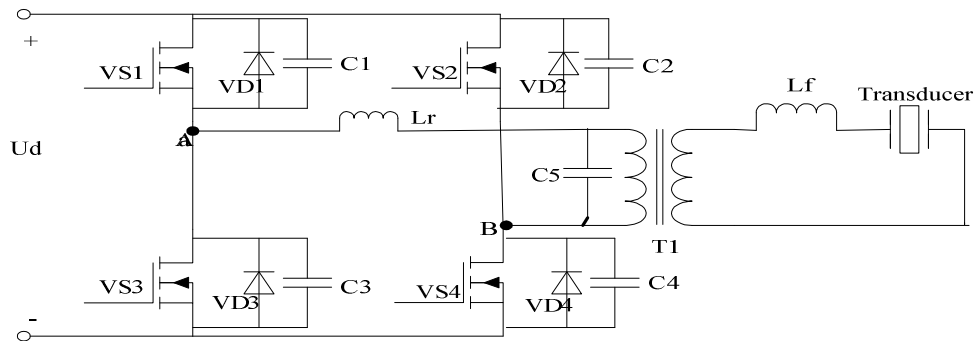 +
VS1
VD1
C1
VS2
VD2
C2
Lf
Transducer
Lr
A
Ud
C5
B
T1
VS3
VD3
C3
VS4
VD4
C4
-